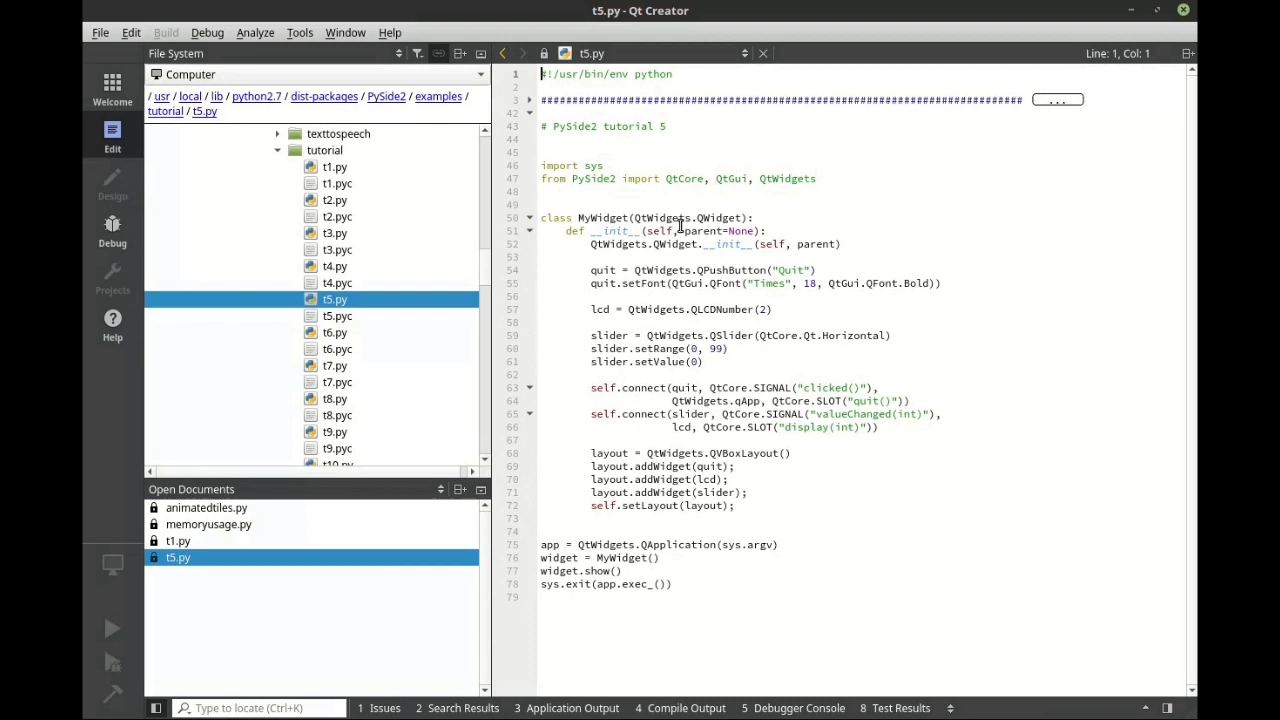 t5.py - Qt Creator
File Edit Build Debug Analyze Tools Window Help
File System
t5.py
Line: 1, Col: 1
Computer
/ usr / local / lib / python2.7 / dist-packages / PySide2 / examples /
tutorial / t5.py
Welcome
Edit
Design
Debug
Projects
Help
texttospeech
tutorial
t1.py
t1.pyc
t2.py
t2.pyc
t3.py
t3.pyc
t4.py
t4.pyc
t5.py
t5.pyc
t6.py
t6.pyc
t7.py
t7.pyc
t8.py
t8.pyc
t9.py
t9.pyc
t10.py
Open Documents
animatedtiles.py
memoryusage.py
t1.py
t5.py
1 #!/usr/bin/env python
2
3 ############################################################################# ...
42
43 # PySide2 tutorial 5
44
45
46 import sys
47 from PySide2 import QtCore, QtGui, QtWidgets
48
49
50 class MyWidget(QtWidgets.QWidget):
51 def __init__(self, parent=None):
52 QtWidgets.QWidget.__init__(self, parent)
53
54 quit = QtWidgets.QPushButton("Quit")
55 quit.setFont(QtGui.QFont("Times", 18, QtGui.QFont.Bold))
56
57 lcd = QtWidgets.QLCDNumber(2)
58
59 slider = QtWidgets.QSlider(QtCore.Qt.Horizontal)
60 slider.setRange(0, 99)
61 slider.setValue(0)
62
63 self.connect(quit, QtCore.SIGNAL("clicked()"),
64 QtWidgets.qApp, QtCore.SLOT("quit()"))
65 self.connect(slider, QtCore.SIGNAL("valueChanged(int)"),
66 lcd, QtCore.SLOT("display(int)"))
67
68 layout = QtWidgets.QVBoxLayout()
69 layout.addWidget(quit);
70 layout.addWidget(lcd);
71 layout.addWidget(slider);
72 self.setLayout(layout);
73
74
75 app = QtWidgets.QApplication(sys.argv)
76 widget = MyWidget()
77 widget.show()
78 sys.exit(app.exec_())
79
Type to locate (Ctrl+K)
1 Issues 2 Search Results 3 Application Output 4 Compile Output 5 Debugger Console 8 Test Results